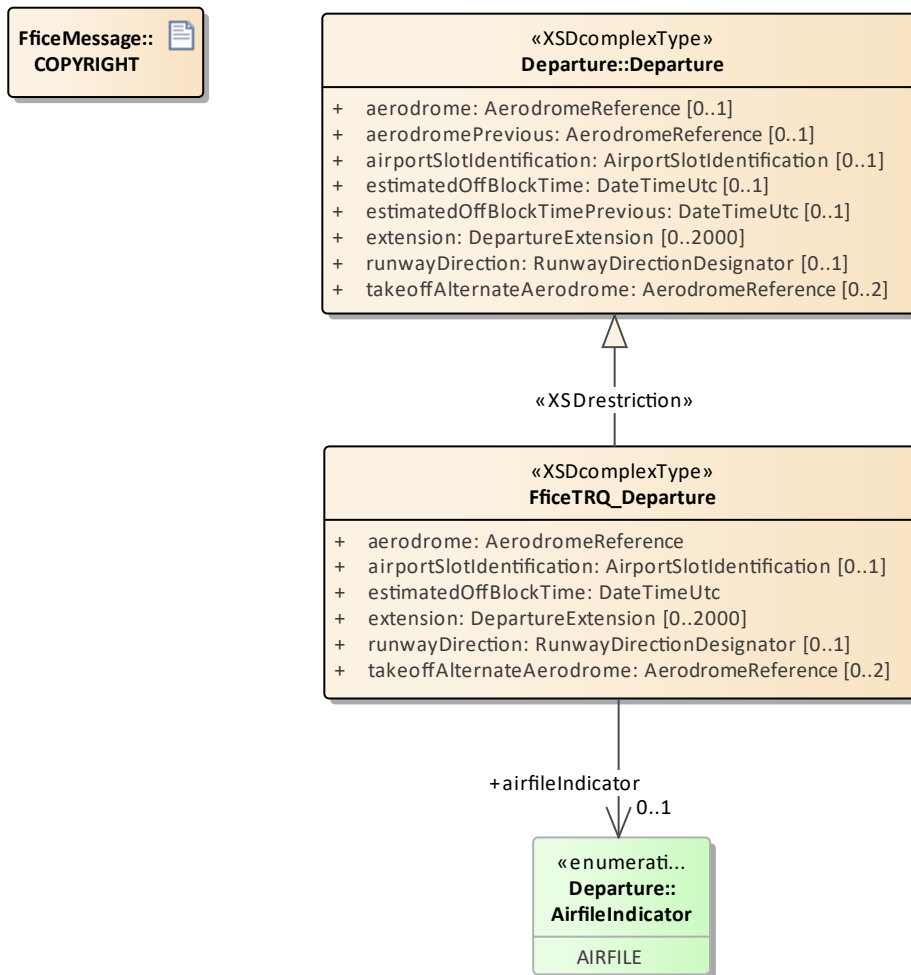 FficeMessage::
COPYRIGHT
«XSDcomplexType»
Departure::Departure
+ aerodrome: AerodromeReference [0..1]
+ aerodromePrevious: AerodromeReference [0..1]
+ airportSlotIdentification: AirportSlotIdentification [0..1]
+ estimatedOffBlockTime: DateTimeUtc [0..1]
+ estimatedOffBlockTimePrevious: DateTimeUtc [0..1]
+ extension: DepartureExtension [0..2000]
+ runwayDirection: RunwayDirectionDesignator [0..1]
+ takeoffAlternateAerodrome: AerodromeReference [0..2]
«XSDrestriction»
«XSDcomplexType»
FficeTRQ_Departure
+ aerodrome: AerodromeReference
+ airportSlotIdentification: AirportSlotIdentification [0..1]
+ estimatedOffBlockTime: DateTimeUtc
+ extension: DepartureExtension [0..2000]
+ runwayDirection: RunwayDirectionDesignator [0..1]
+ takeoffAlternateAerodrome: AerodromeReference [0..2]
+airfileIndicator
0..1
«enumerati...
Departure::
AirfileIndicator
AIRFILE